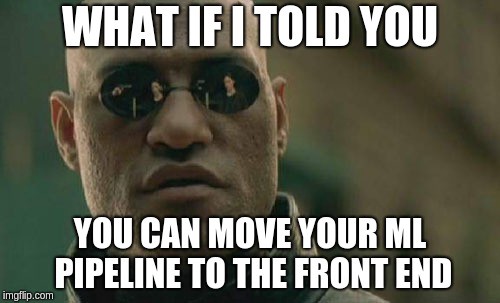 WHAT IF I TOLD YOU
YOU CAN MOVE YOUR ML
PIPELINE TO THE FRONT END
imgflip.com